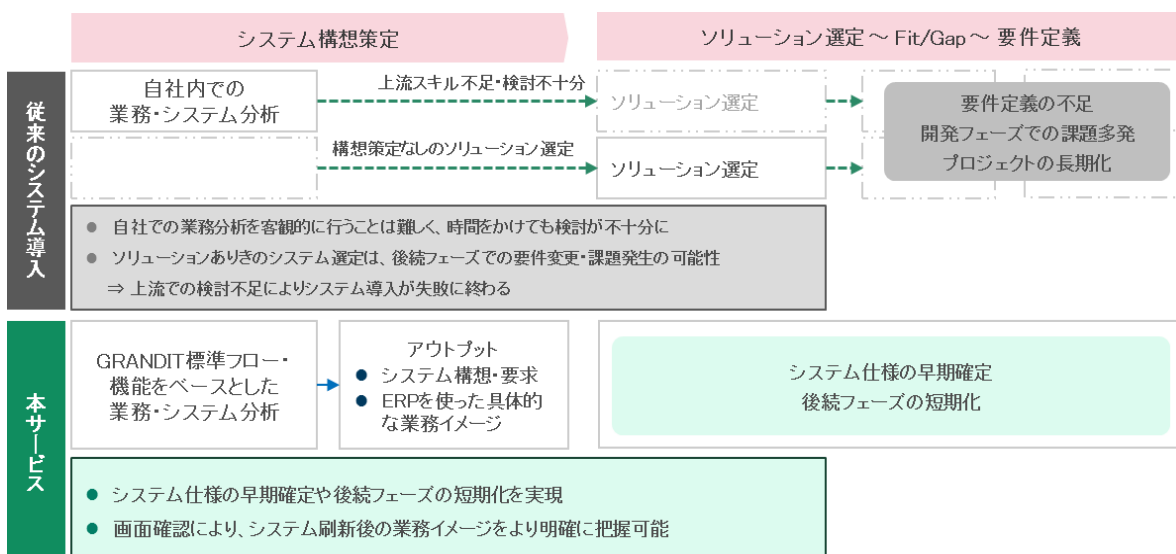 システム構想策定
ソリューション選定～Fit/Gap～要件定義
従来のシステム導入
自社内での
業務・システム分析
上流スキル不足・検討不十分
ソリューション選定
構想策定なしのソリューション選定
ソリューション選定
要件定義の不足
開発フェーズでの課題多発
プロジェクトの長期化
● 自社での業務分析を客観的に行うことは難しく、時間をかけても検討が不十分に
● ソリューションありきのシステム選定は、後続フェーズでの要件変更・課題発生の可能性
⇒ 上流での検討不足によりシステム導入が失敗に終わる
本サービス
GRANDIT標準フロー・
機能をベースとした
業務・システム分析
アウトプット
● システム構想・要求
● ERPを使った具体的
な業務イメージ
システム仕様の早期確定
後続フェーズの短期化
● システム仕様の早期確定や後続フェーズの短期化を実現
● 画面確認により、システム刷新後の業務イメージをより明確に把握可能